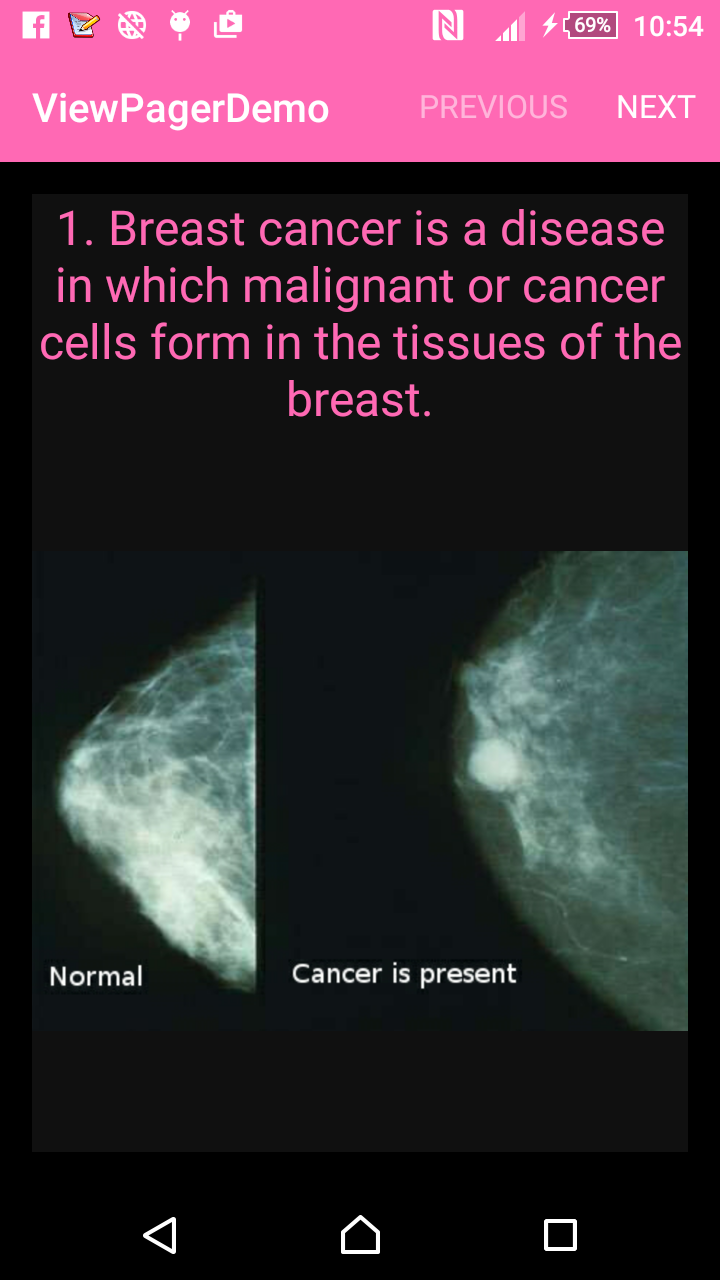 69% 10:54
ViewPagerDemo PREVIOUS NEXT
1. Breast cancer is a disease
in which malignant or cancer
cells form in the tissues of the
breast.
Normal
Cancer is present